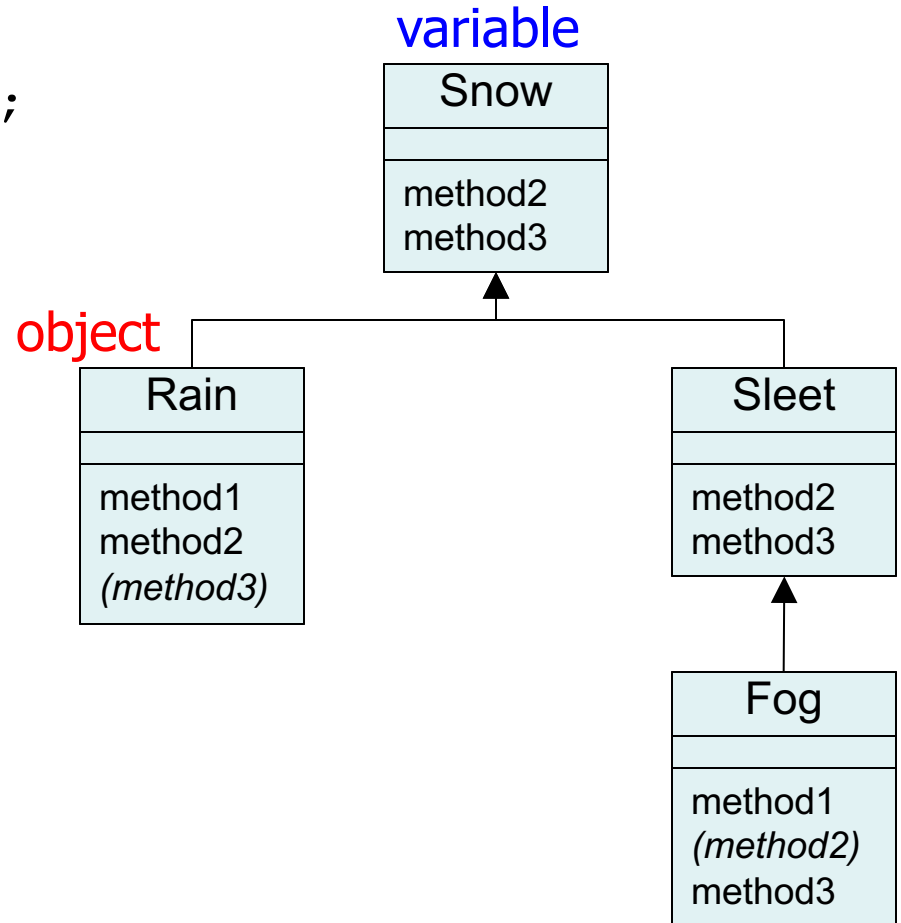 variable
;
Snow
method2
method3
object
Rain
method1
method2
(method3)
Sleet
method2
method3
Fog
method1
(method2)
method3